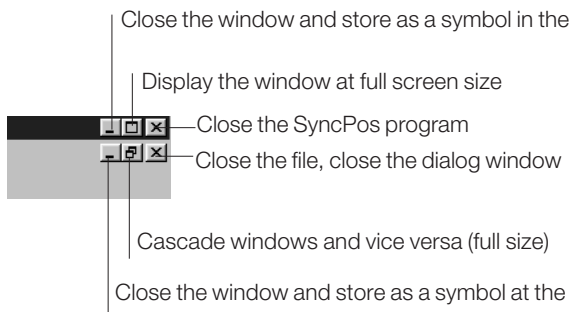 Close the window and store as a symbol in the
Display the window at full screen size
Close the SyncPos program
Close the file, close the dialog window
Cascade windows and vice versa (full size)
Close the window and store as a symbol at the